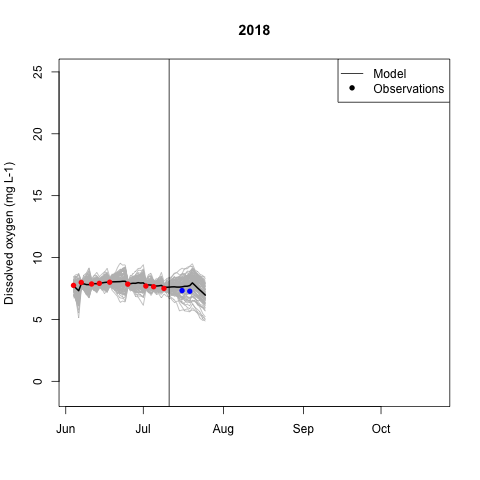 2018
Model
Observations
Dissolved oxygen (mg L-1)
25
20
15
10
5
0
Jun
Jul
Aug
Sep
Oct